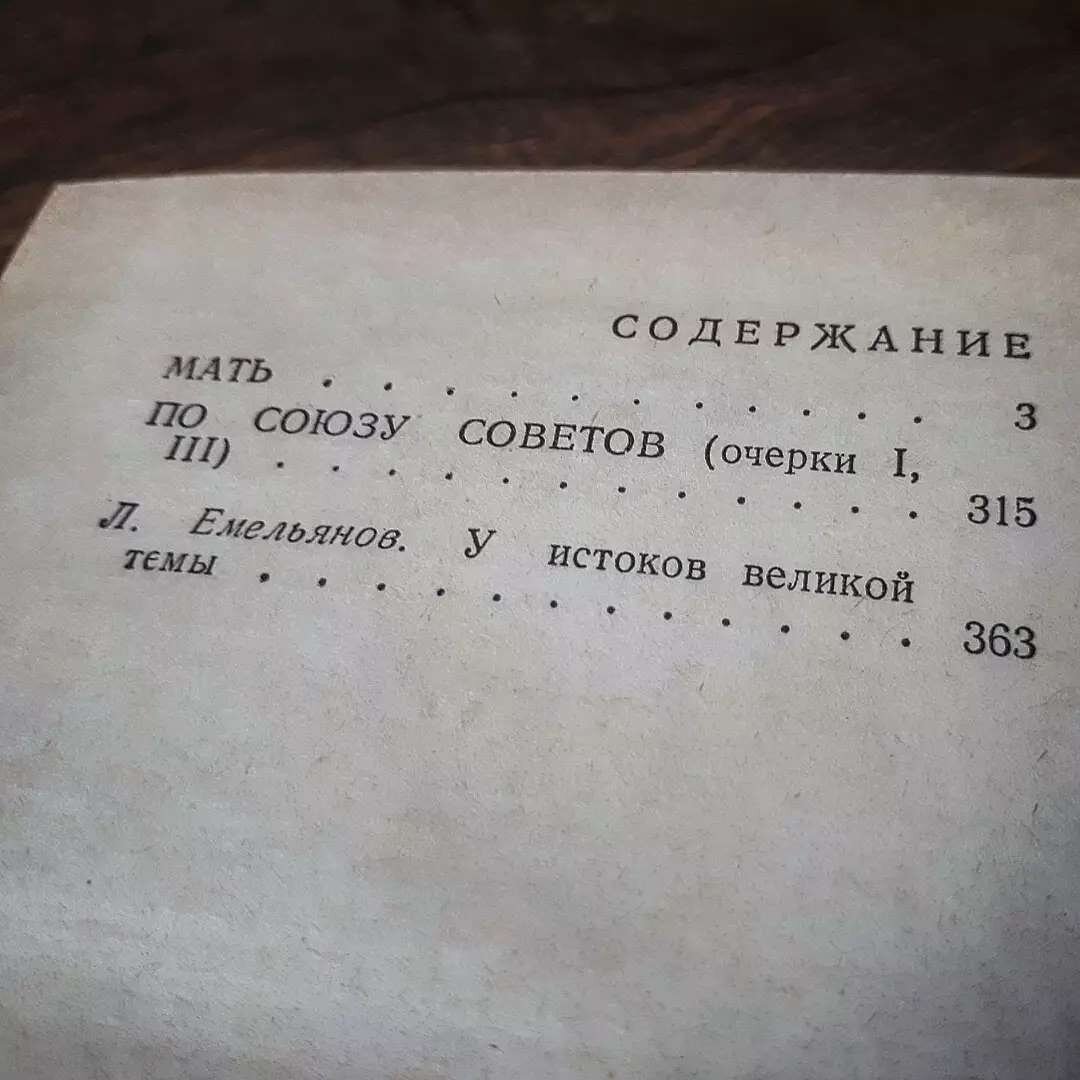 СОДЕРЖАНИЕ
МАТЬ . . . . . . . . . . . 3
ПО СОЮЗУ СОВЕТОВ (очерки I,
III) . . . . . . . . . . . . 315
Л. Емельянов. У истоков великой
темы . . . . . . . . . . . . 363